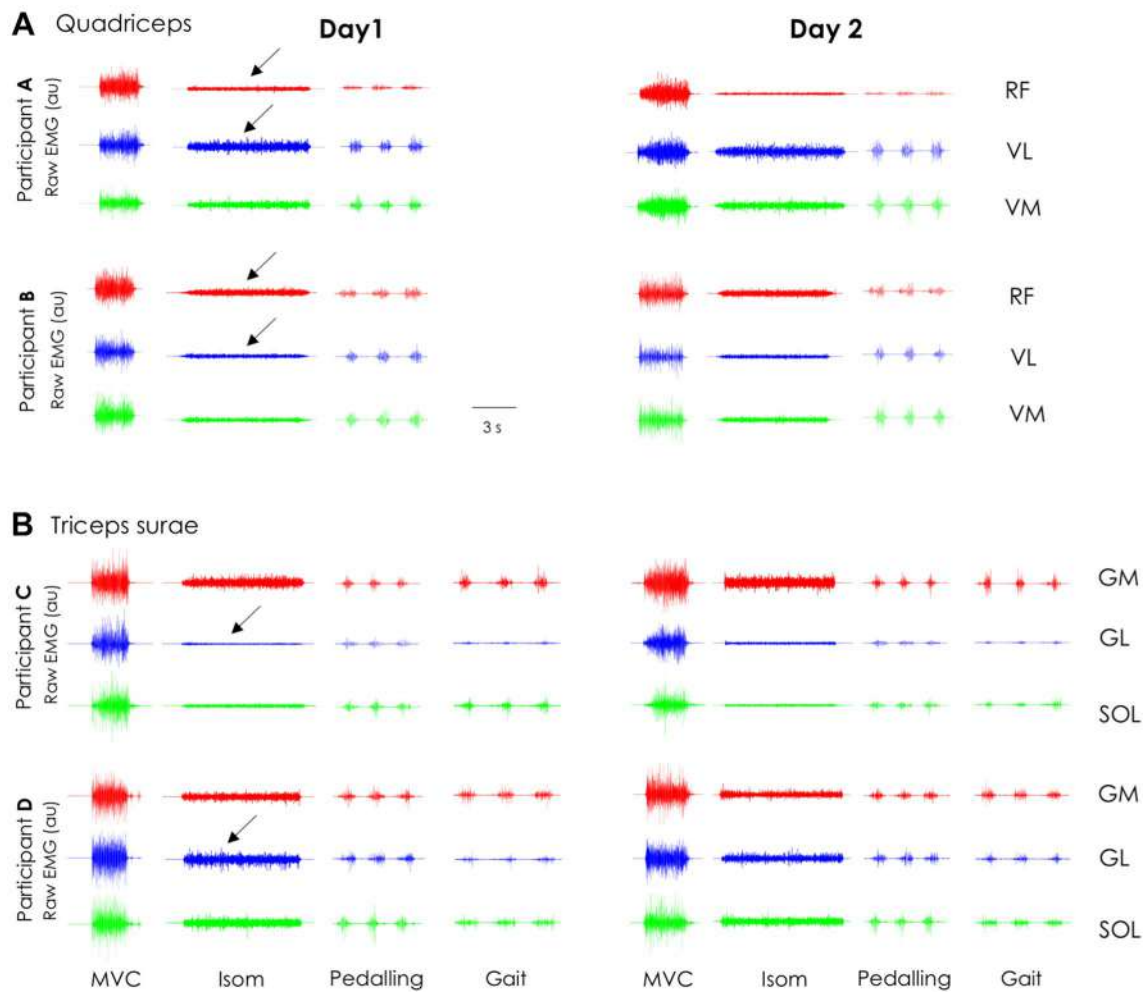 A Quadriceps
Day1
Day 2
Participant A
Raw EMG (au)
RF
VL
VM
Participant B
Raw EMG (au)
RF
VL
VM
3 s
B Triceps surae
Participant C
Raw EMG (au)
GM
GL
SOL
Participant D
Raw EMG (au)
GM
GL
SOL
MVC Isom Pedalling Gait MVC Isom Pedalling Gait